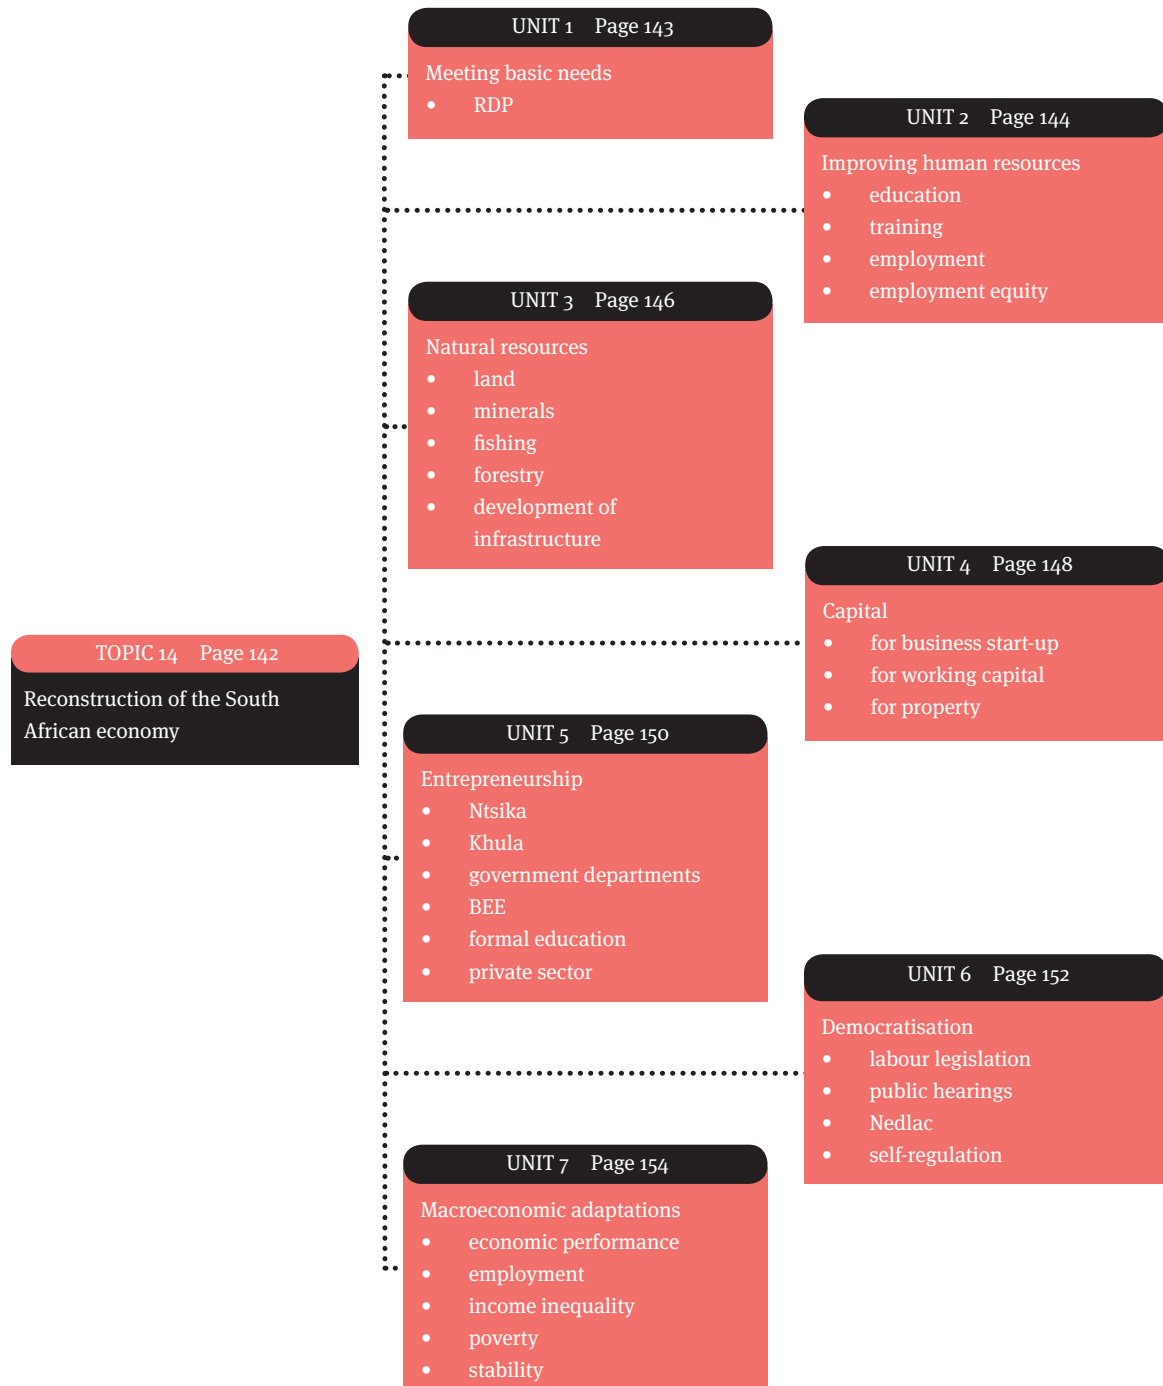 UNIT 1 Page 143
Meeting basic needs
• RDP
UNIT 2 Page 144
Improving human resources
• education
• training
• employment
• employment equity
UNIT 3 Page 146
Natural resources
• land
• minerals
• fishing
• forestry
• development of
infrastructure
UNIT 4 Page 148
Capital
• for business start-up
• for working capital
• for property
TOPIC 14 Page 142
Reconstruction of the South
African economy
UNIT 5 Page 150
Entrepreneurship
• Ntsika
• Khula
• government departments
• BEE
• formal education
• private sector
UNIT 6 Page 152
Democratisation
• labour legislation
• public hearings
• Nedlac
• self-regulation
UNIT 7 Page 154
Macroeconomic adaptations
• economic performance
• employment
• income inequality
• poverty
• stability